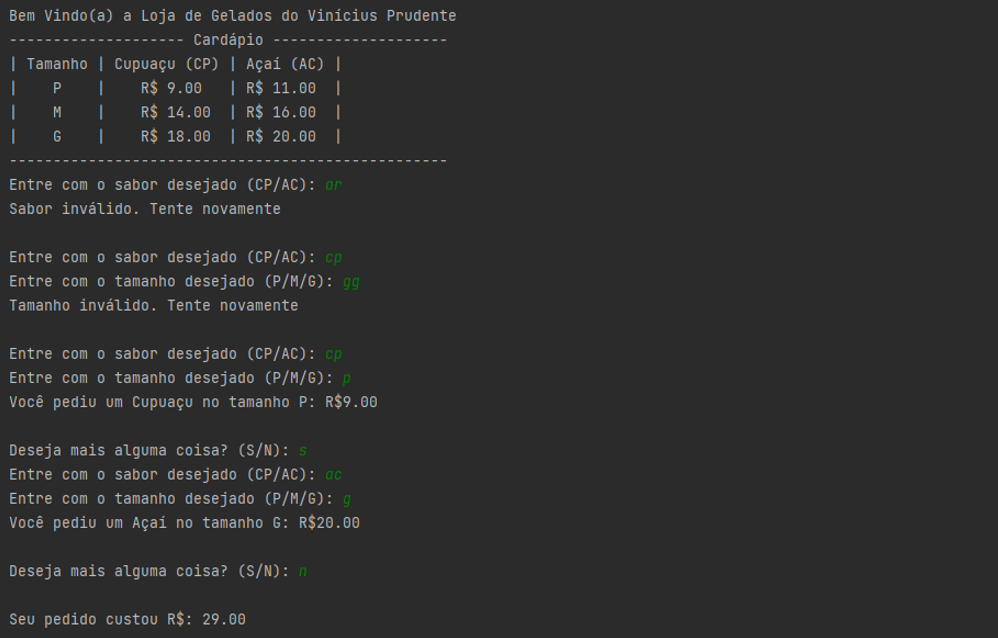 Bem Vindo(a) a Loja de Gelados do Vinícius Prudente
-------------------- Cardápio --------------------
| Tamanho | Cupuaçu (CP) | Açaí (AC) |
|    P    |    R$ 9.00   | R$ 11.00  |
|    M    |    R$ 14.00  | R$ 16.00  |
|    G    |    R$ 18.00  | R$ 20.00  |
--------------------------------------------------
Entre com o sabor desejado (CP/AC): ar
Sabor inválido. Tente novamente

Entre com o sabor desejado (CP/AC): cp
Entre com o tamanho desejado (P/M/G): gg
Tamanho inválido. Tente novamente

Entre com o sabor desejado (CP/AC): cp
Entre com o tamanho desejado (P/M/G): p
Você pediu um Cupuaçu no tamanho P: R$9.00

Deseja mais alguma coisa? (S/N): s
Entre com o sabor desejado (CP/AC): ac
Entre com o tamanho desejado (P/M/G): g
Você pediu um Açaí no tamanho G: R$20.00

Deseja mais alguma coisa? (S/N): n

Seu pedido custou R$: 29.00